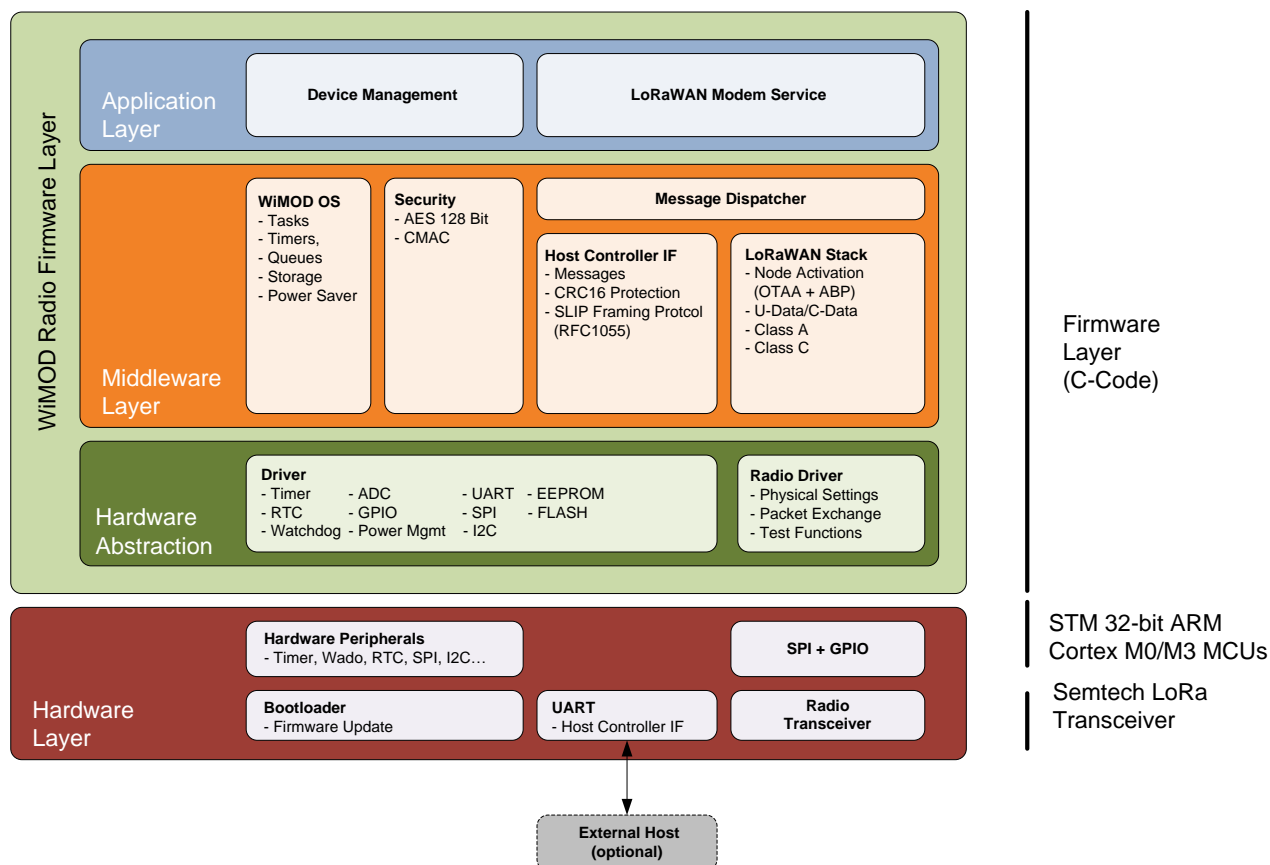 WiMOD Radio Firmware Layer
Application
Layer
Device Management
LoRaWAN Modem Service
Middleware
Layer
WiMOD OS
- Tasks
- Timers,
- Queues
- Storage
- Power Saver
Security
- AES 128 Bit
- CMAC
Message Dispatcher
Host Controller IF
- Messages
- CRC16 Protection
- SLIP Framing Protcol
(RFC1055)
LoRaWAN Stack
- Node Activation
(OTAA + ABP)
- U-Data/C-Data
- Class A
- Class C
Hardware
Abstraction
Driver
- Timer - ADC - UART - EEPROM
- RTC - GPIO - SPI - FLASH
- Watchdog - Power Mgmt - I2C
Radio Driver
- Physical Settings
- Packet Exchange
- Test Functions
Firmware
Layer
(C-Code)
Hardware
Layer
Hardware Peripherals
- Timer, Wado, RTC, SPI, I2C…
SPI + GPIO
Bootloader
- Firmware Update
UART
- Host Controller IF
Radio
Transceiver
STM 32-bit ARM
Cortex M0/M3 MCUs
Semtech LoRa
Transceiver
External Host
(optional)